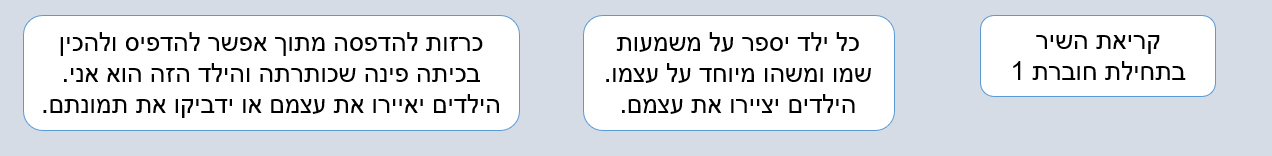 קריאת השיר
בתחילת חוברת 1
כל ילד יספר על משמעות
שמו ומשהו מיוחד על עצמו.
הילדים יציירו את עצמם.
כרזות להדפסה מתוך אפשר להדפיס ולהכין
בכיתה פינה שכותרתה והילד הזה הוא אני.
הילדים יאיירו את עצמם או ידביקו את תמונתם.